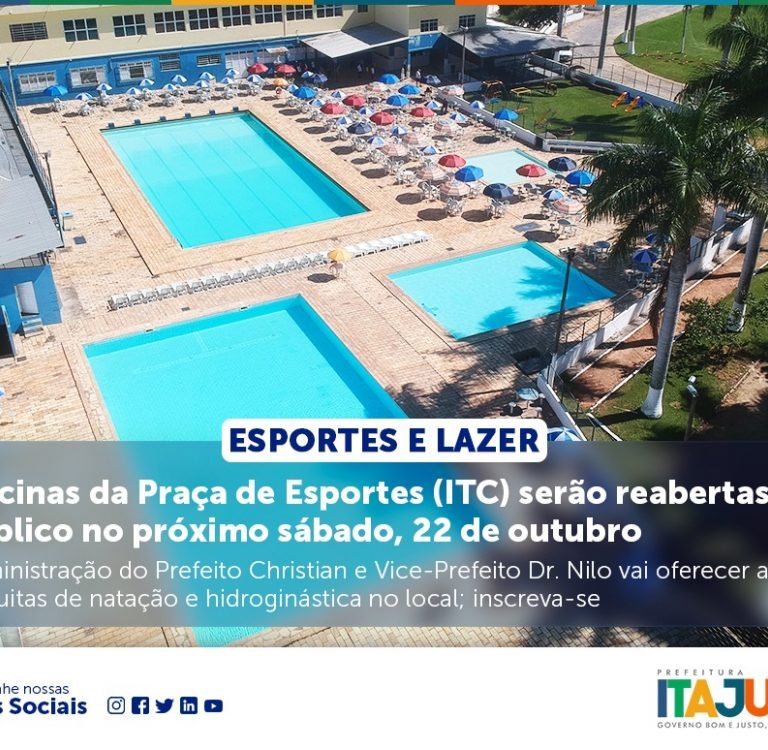 ESPORTES E LAZER
cinas da Praça de Esportes (ITC) serão reabertas
blico no próximo sábado, 22 de outubro
ministração do Prefeito Christian e Vice-Prefeito Dr. Nilo vai oferecer a
uitas de natação e hidroginástica no local; inscreva-se
nhe nossas
s Sociais
PREFEITURA
ITAJU
GOVERNO BOM E JUSTO,